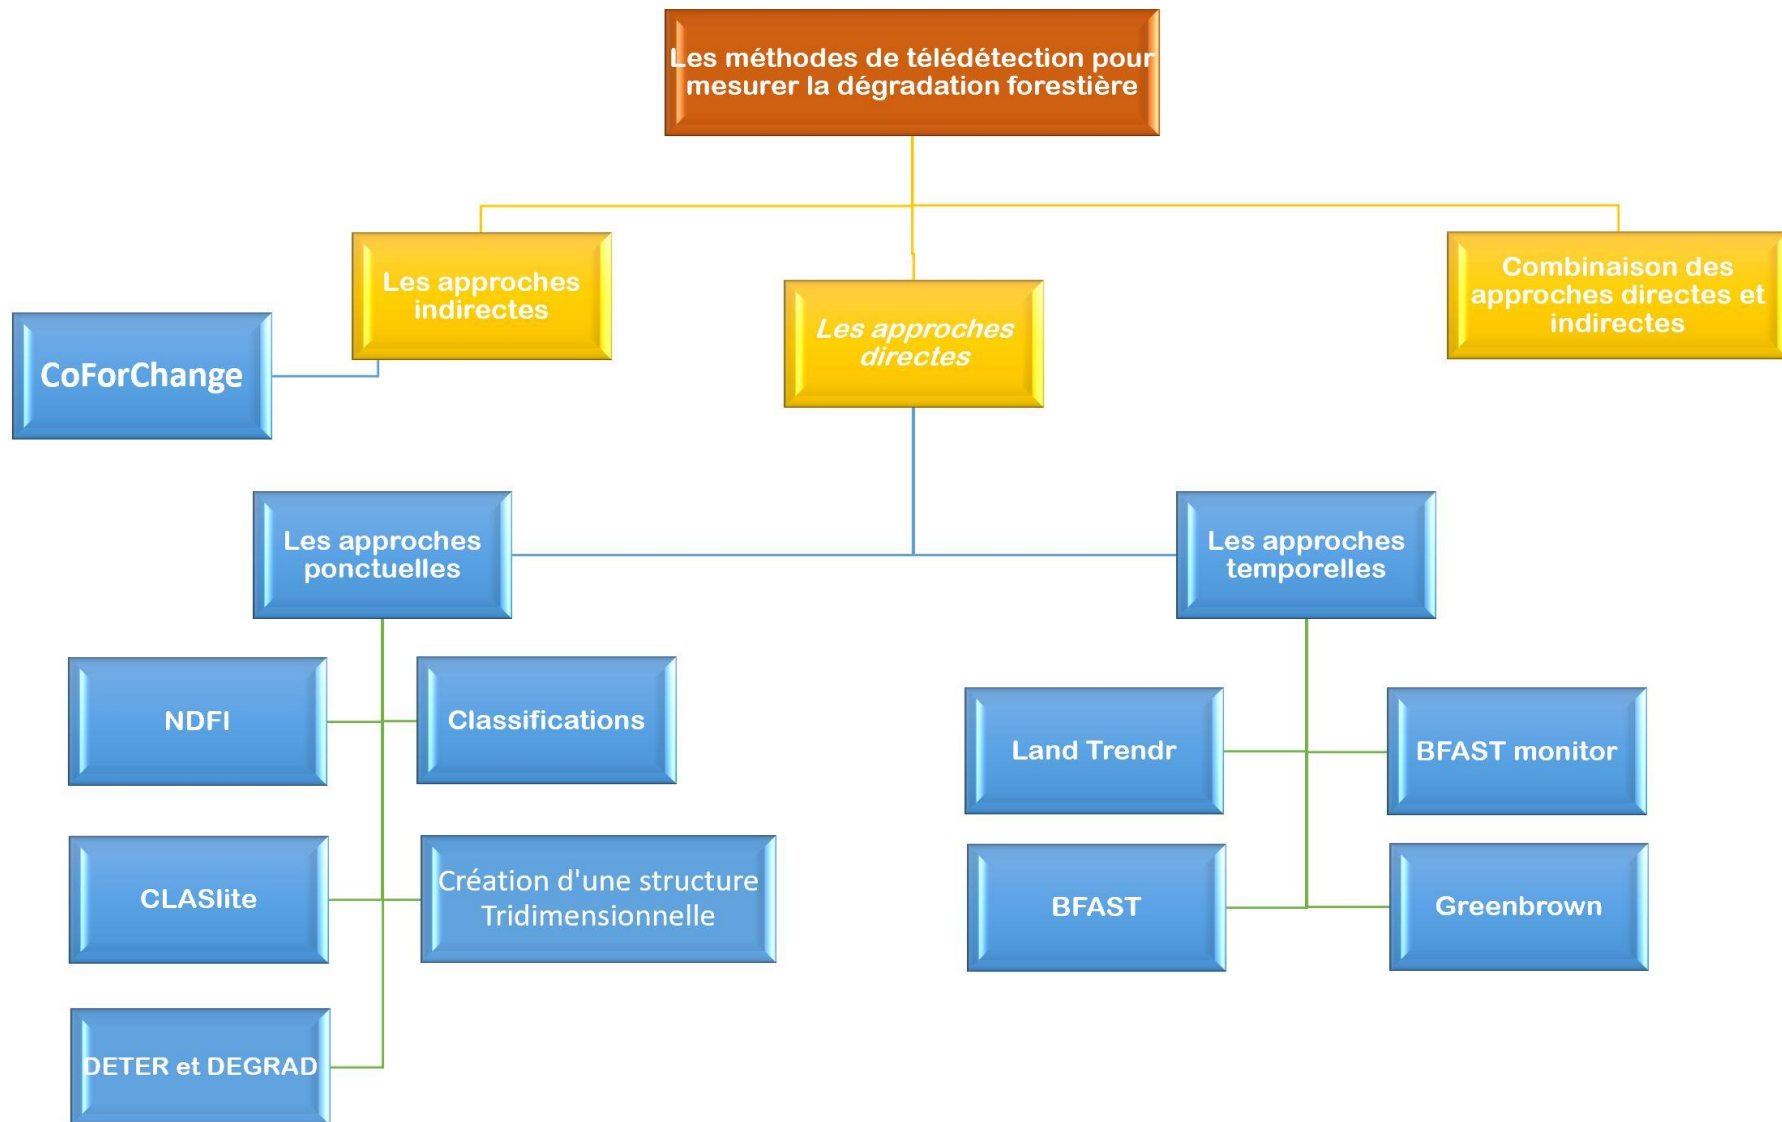 Les méthodes de télédétection pour
mesurer la dégradation forestière
Les approches
indirectes
Combinaison des
approches directes et
indirectes
Les approches
directes
CoForChange
Les approches
ponctuelles
Les approches
temporelles
NDFI
Classifications
Land Trendr
BFAST monitor
CLASlite
Création d'une structure
Tridimensionnelle
BFAST
Greenbrown
DETER et DEGRAD